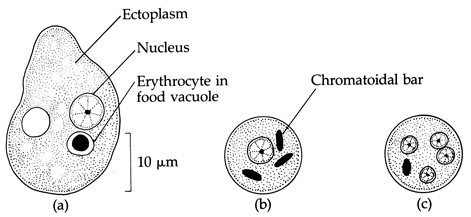 Ectoplasm
Nucleus
Erythrocyte in
food vacuole
Chromatoidal bar
10 µm
(a)
(b)
(c)